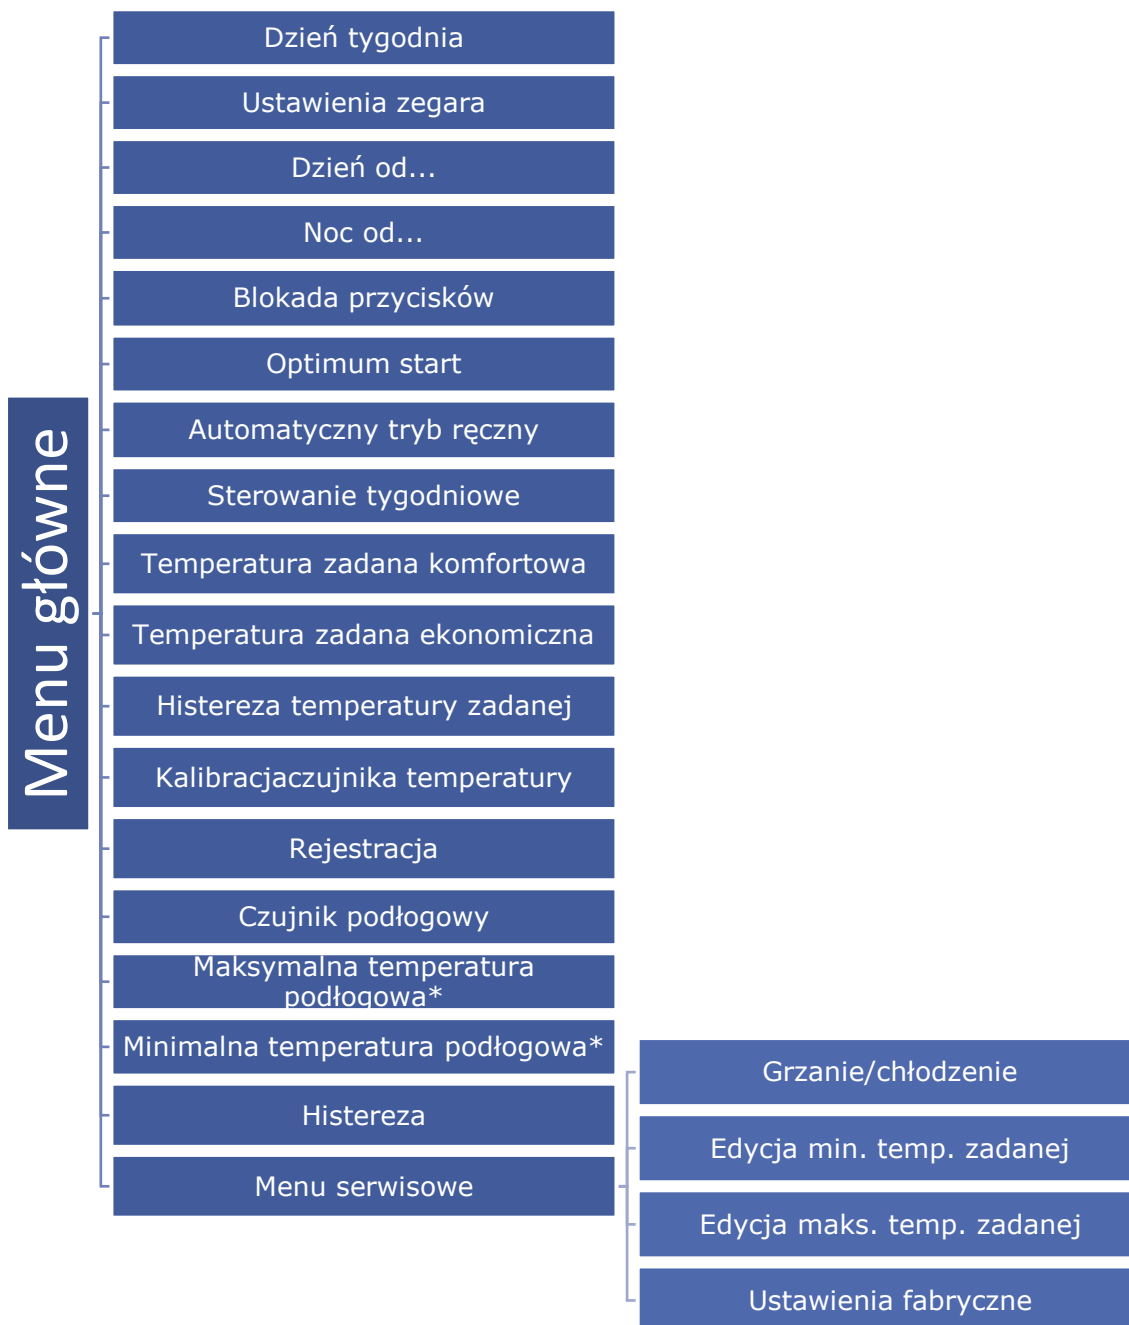 Menu główne
Dzień tygodnia
Ustawienia zegara
Dzień od...
Noc od...
Blokada przycisków
Optimum start
Automatyczny tryb ręczny
Sterowanie tygodniowe
Temperatura zadana komfortowa
Temperatura zadana ekonomiczna
Histereza temperatury zadanej
Kalibracjaczujnika temperatury
Rejestracja
Czujnik podłogowy
Maksymalna temperatura
podłogowa*
Minimalna temperatura podłogowa*
Histereza
Menu serwisowe
Grzanie/chłodzenie
Edycja min. temp. zadanej
Edycja maks. temp. zadanej
Ustawienia fabryczne